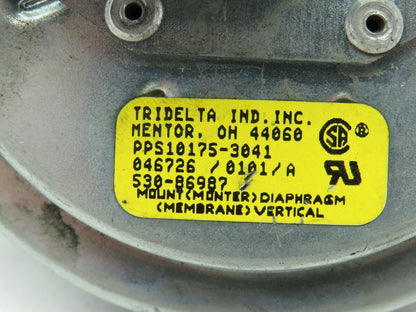 TRIDELTA IND. INC.
MENTOR, OH 44060
PPS10175-3041
046726 /0101/A
530-86987
MOUNT(MONTER)DIAPHRAGM
(MEMBRANE) VERTICAL